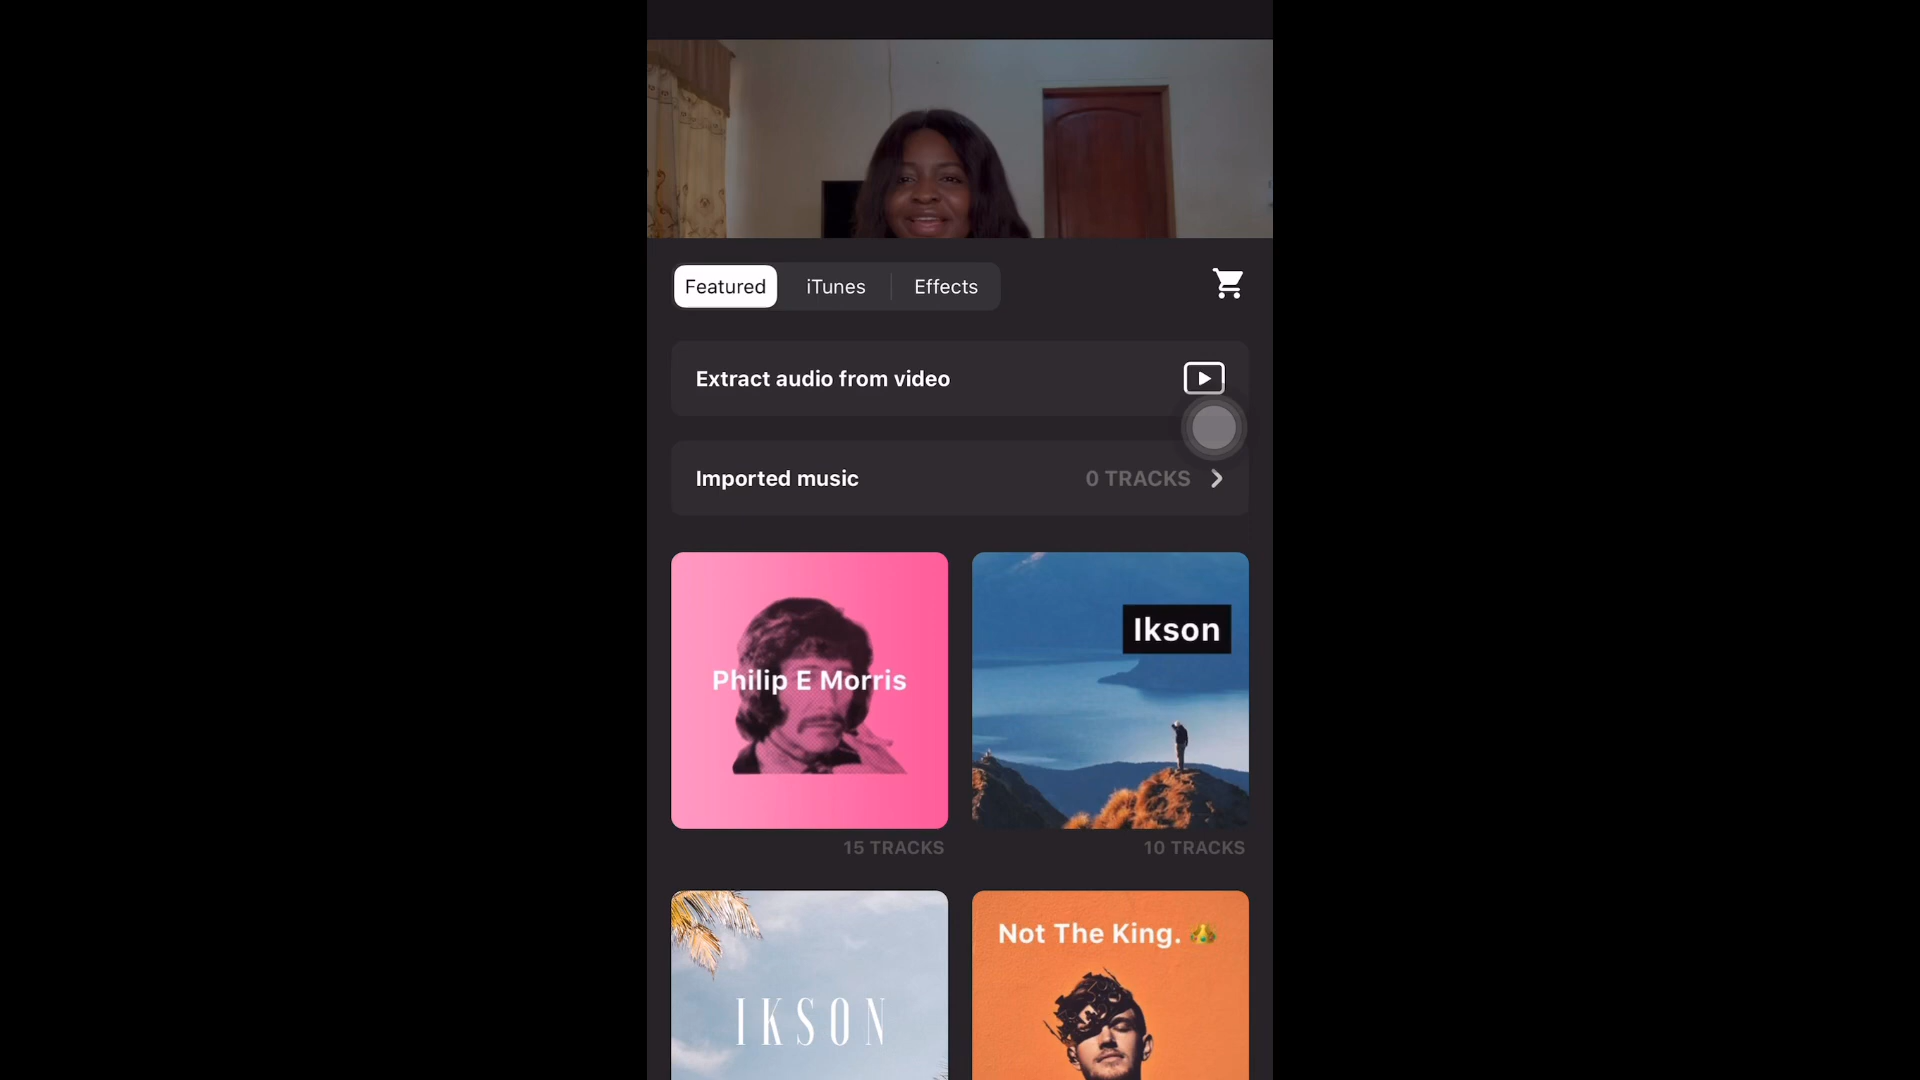 Featured
iTunes
Effects
Extract audio from video
Imported music
0 TRACKS
Philip E Morris
Ikson
15 TRACKS
10 TRACKS
IKSON
Not The King.